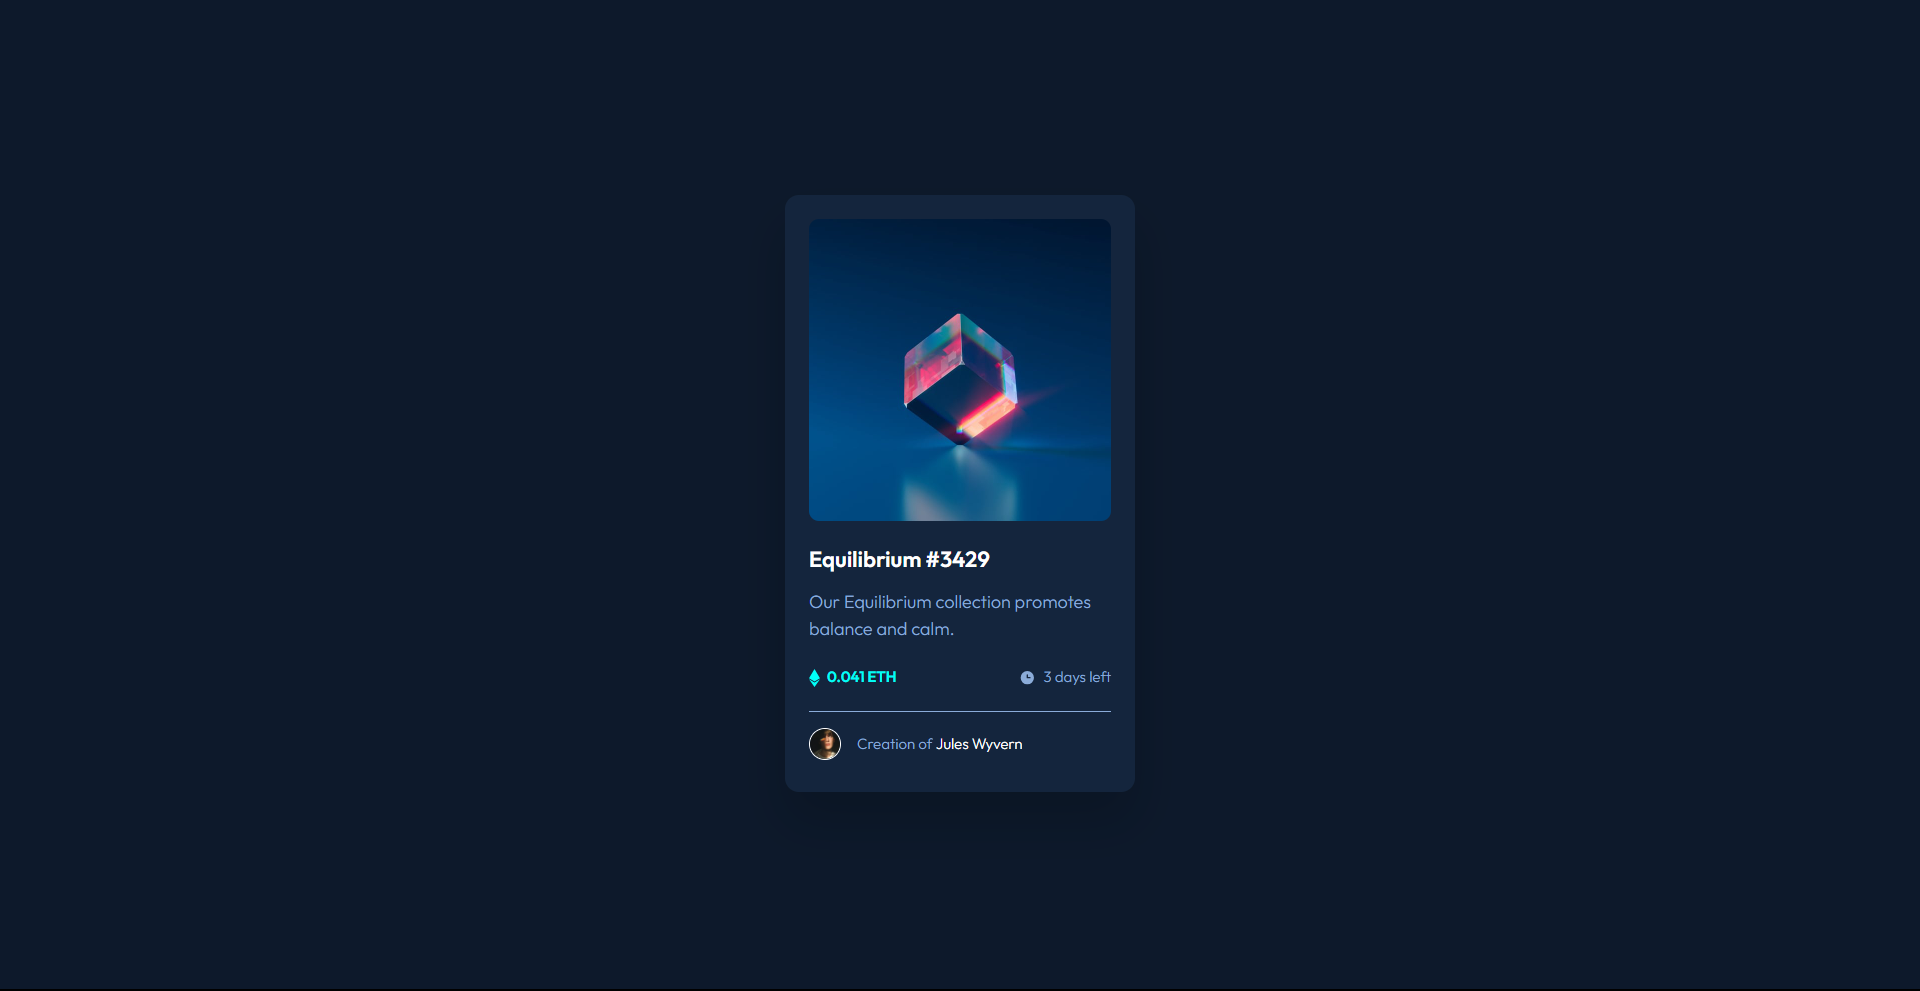 Equilibrium #3429
Our Equilibrium collection promotes
balance and calm.
0.041 ETH 3 days left
Creation of Jules Wyvern